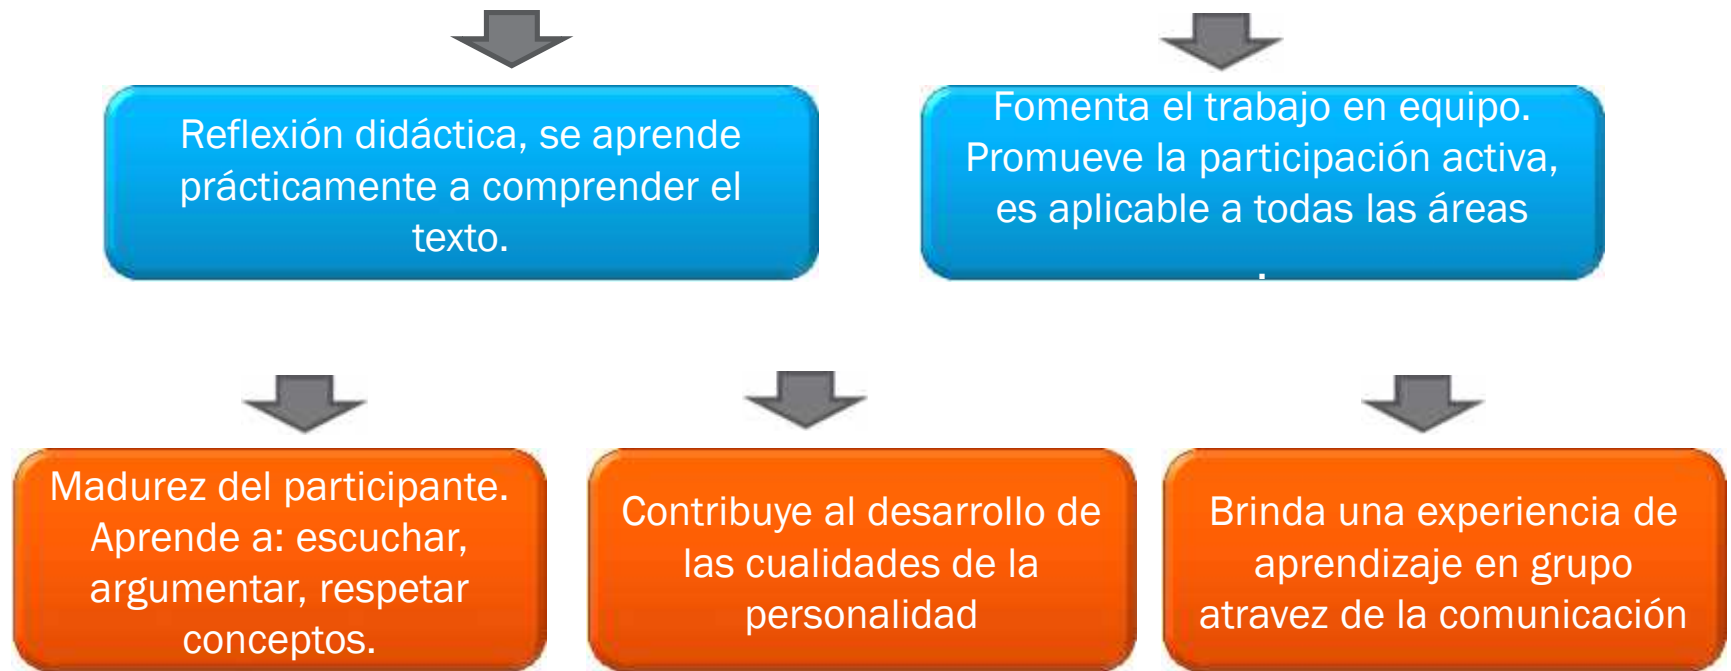 Reflexión didáctica, se aprende
prácticamente a comprender el
texto.
Fomenta el trabajo en equipo.
Promueve la participación activa,
es aplicable a todas las áreas
.
Madurez del participante.
Aprende a: escuchar,
argumentar, respetar
conceptos.
Contribuye al desarrollo de
las cualidades de la
personalidad
Brinda una experiencia de
aprendizaje en grupo
atravez de la comunicación